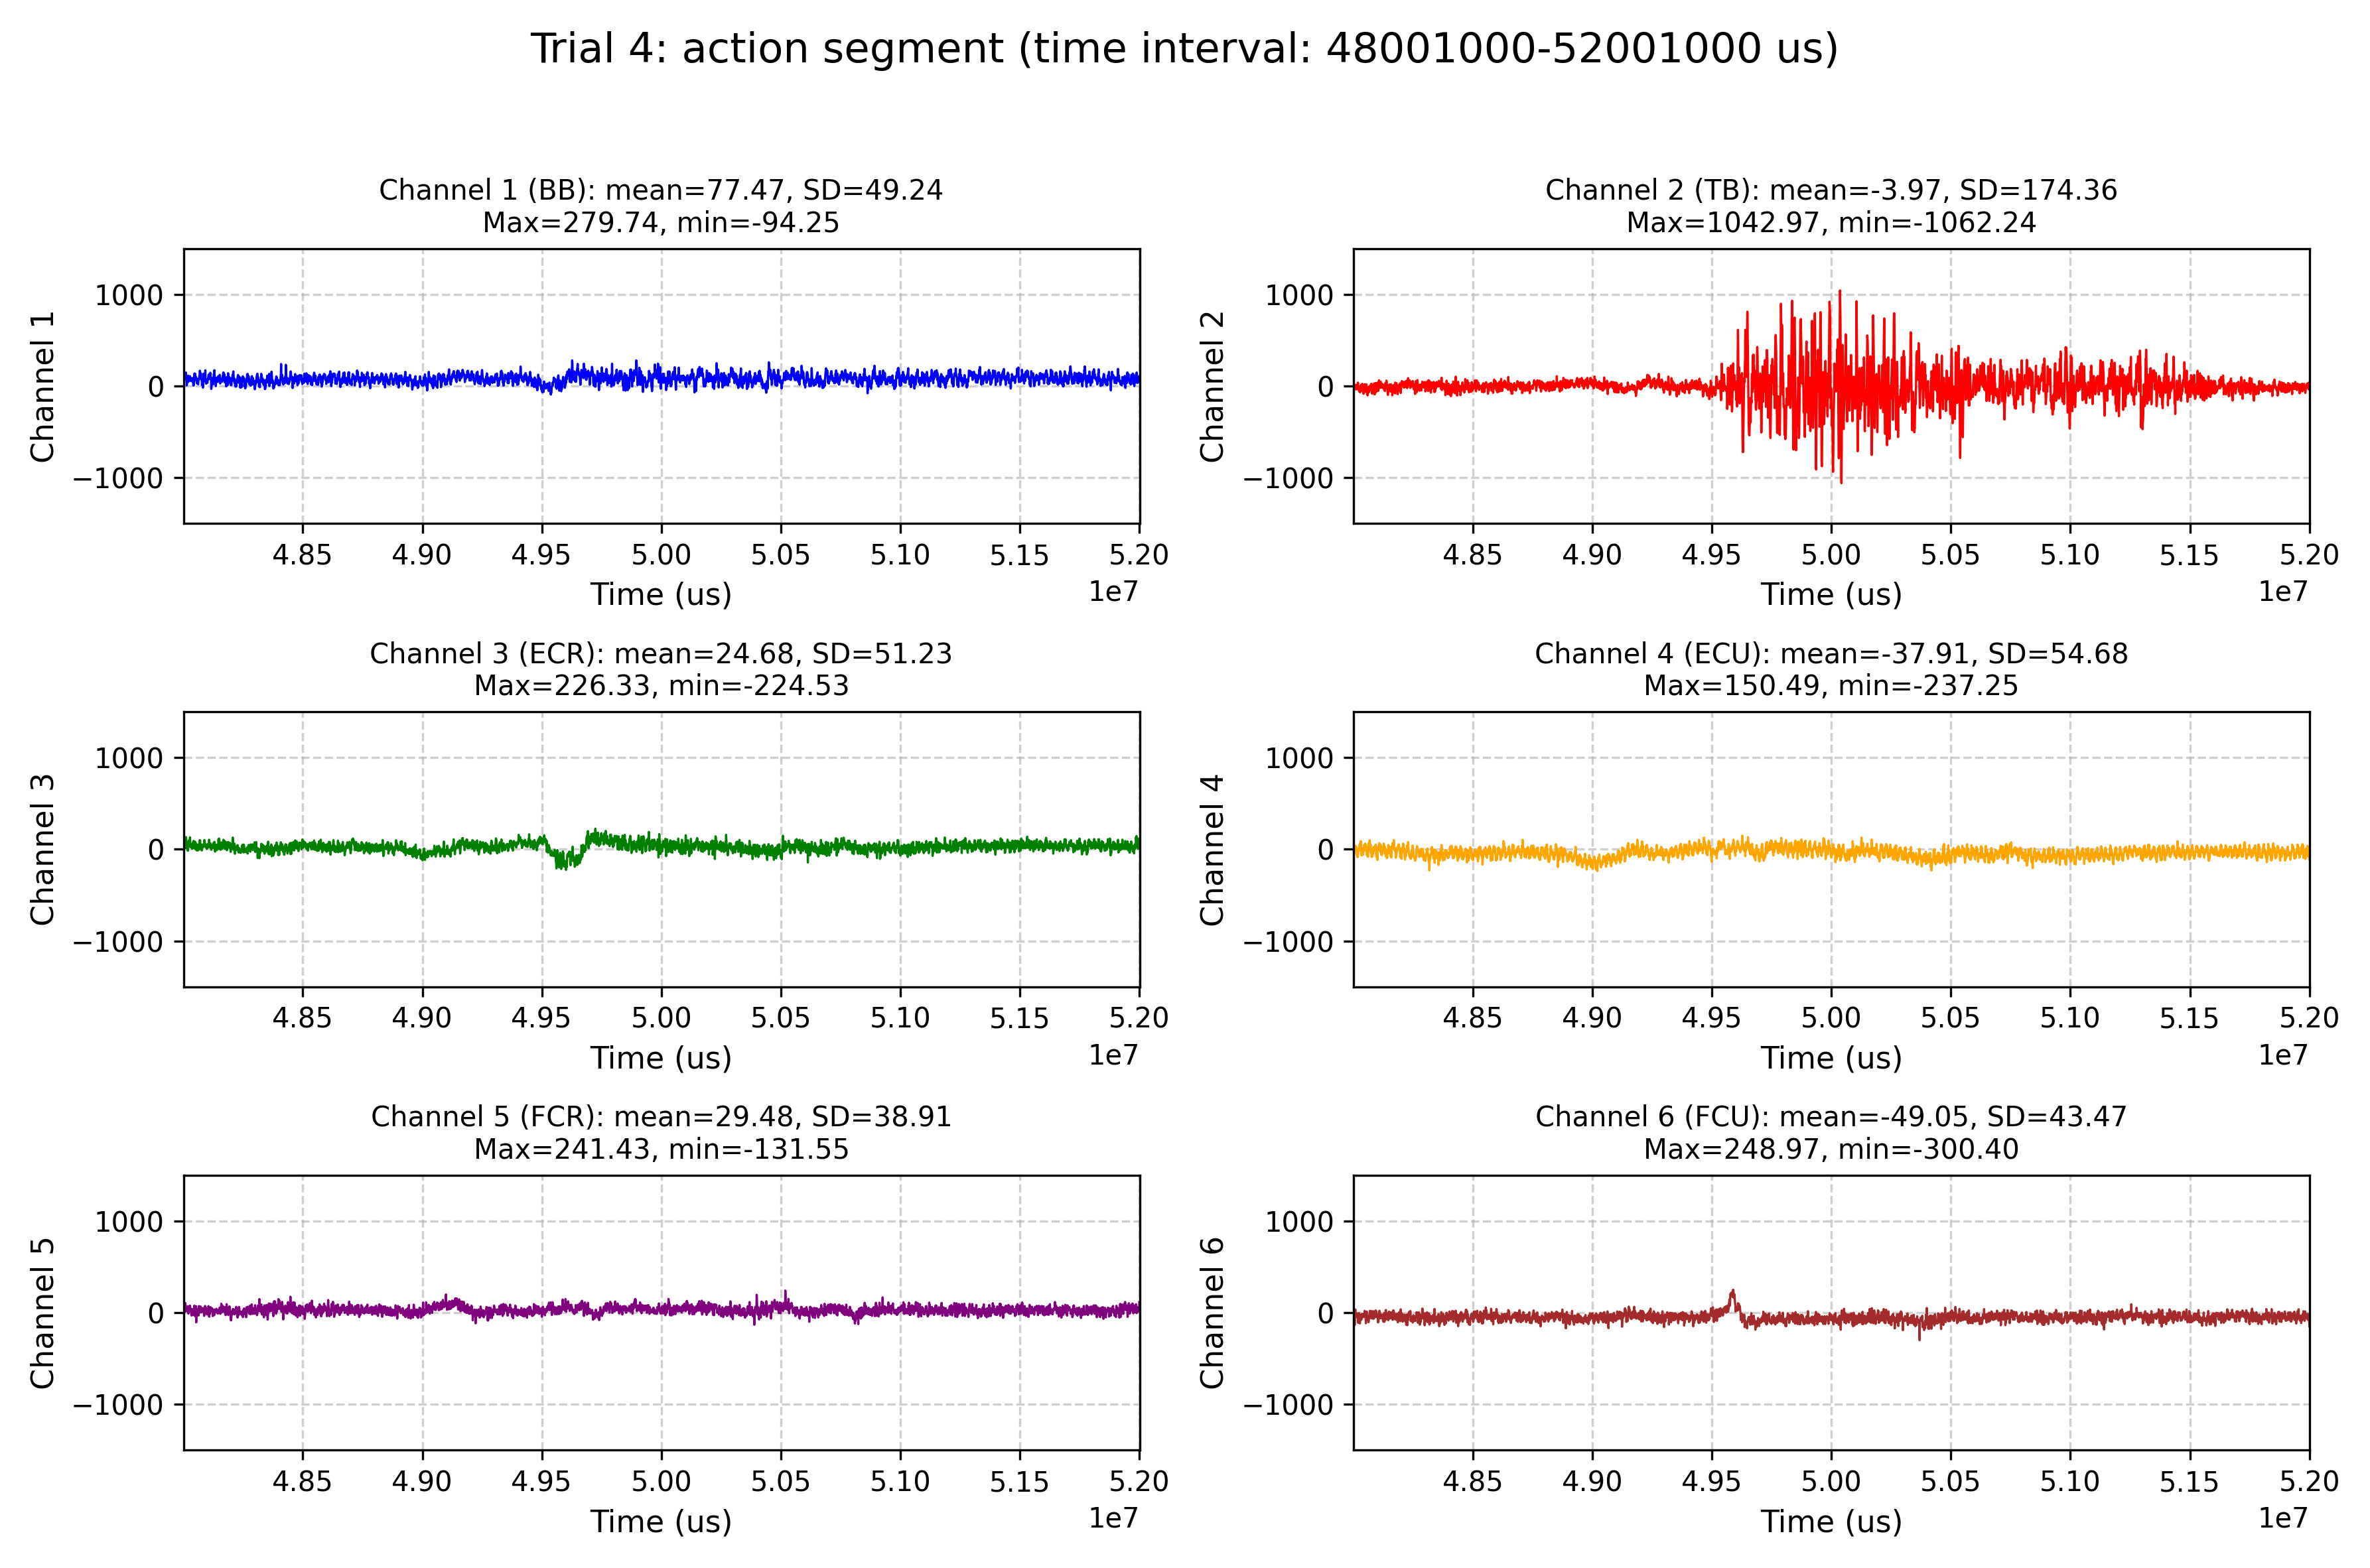 Trial 4: action segment (time interval: 48001000-52001000 us)
Channel 1 (BB): mean=77.47, SD=49.24
Max=279.74, min=-94.25
Channel 1
1000
0
−1000
4.85 4.90 4.95 5.00 5.05 5.10 5.15 5.20
Time (us)
1e7
Channel 2 (TB): mean=-3.97, SD=174.36
Max=1042.97, min=-1062.24
Channel 2
1000
0
−1000
4.85 4.90 4.95 5.00 5.05 5.10 5.15 5.20
Time (us)
1e7
Channel 3 (ECR): mean=24.68, SD=51.23
Max=226.33, min=-224.53
Channel 3
1000
0
−1000
4.85 4.90 4.95 5.00 5.05 5.10 5.15 5.20
Time (us)
1e7
Channel 4 (ECU): mean=-37.91, SD=54.68
Max=150.49, min=-237.25
Channel 4
1000
0
−1000
4.85 4.90 4.95 5.00 5.05 5.10 5.15 5.20
Time (us)
1e7
Channel 5 (FCR): mean=29.48, SD=38.91
Max=241.43, min=-131.55
Channel 5
1000
0
−1000
4.85 4.90 4.95 5.00 5.05 5.10 5.15 5.20
Time (us)
1e7
Channel 6 (FCU): mean=-49.05, SD=43.47
Max=248.97, min=-300.40
Channel 6
1000
0
−1000
4.85 4.90 4.95 5.00 5.05 5.10 5.15 5.20
Time (us)
1e7